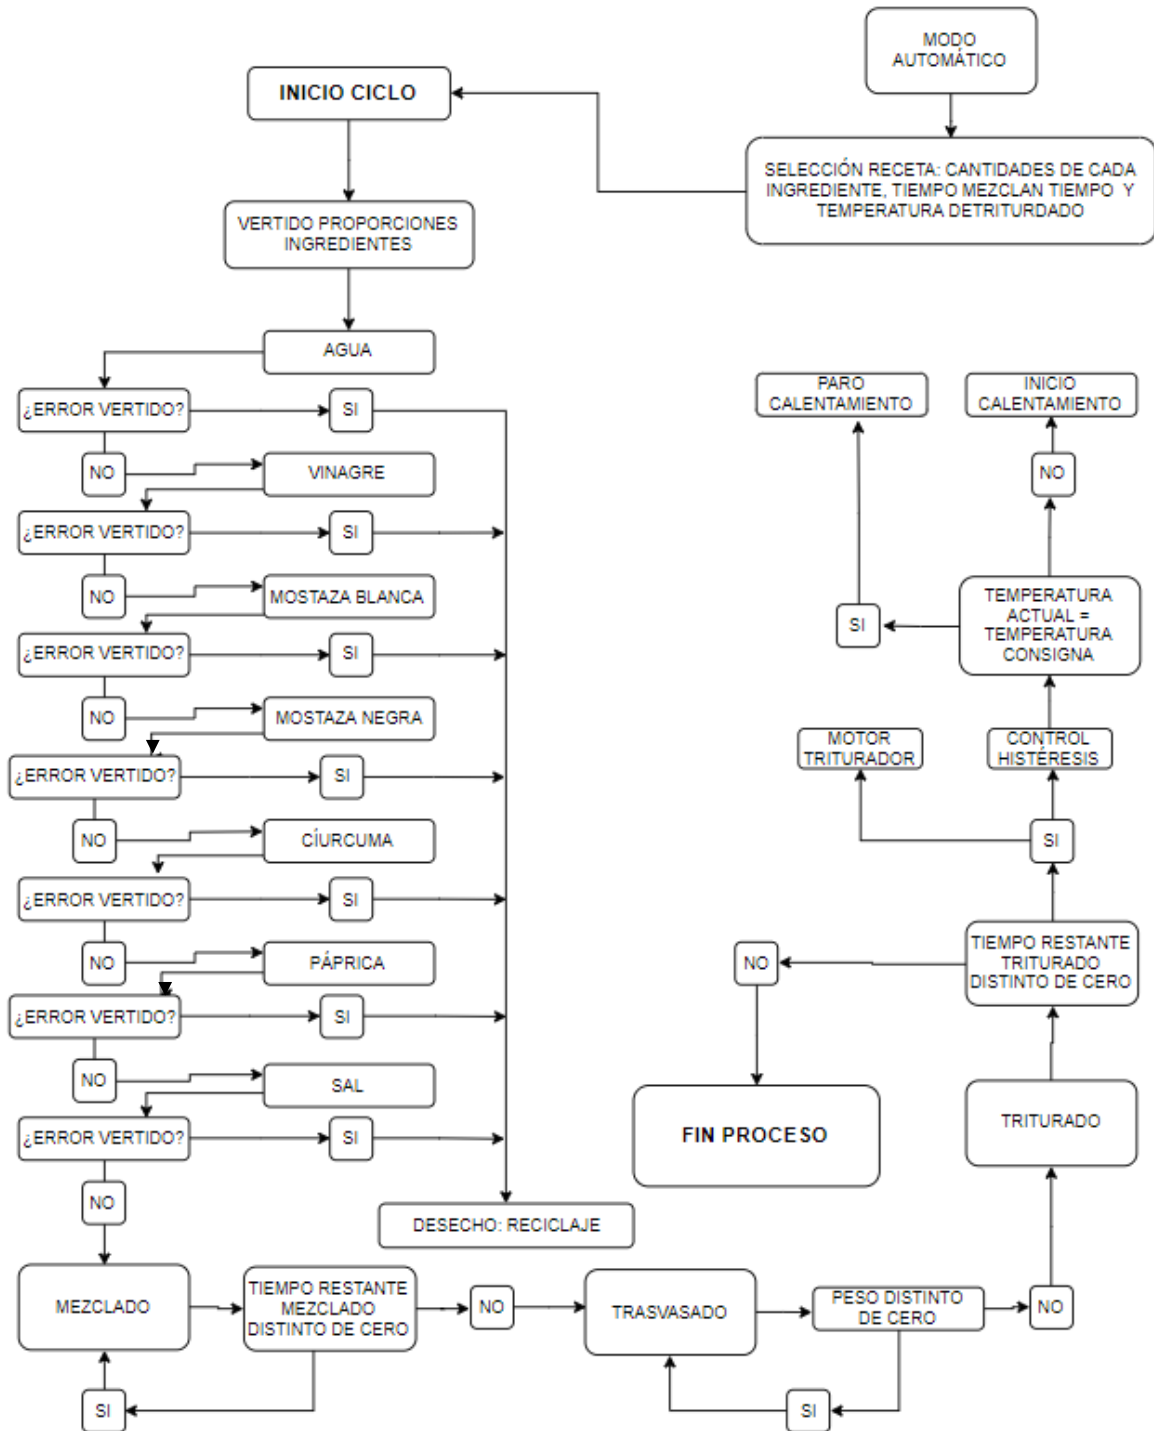 MODO
AUTOMÁTICO
INICIO CICLO
SELECCIÓN RECETA: CANTIDADES DE CADA
INGREDIENTE, TIEMPO MEZCLAN TIEMPO Y
TEMPERATURA DETRITURDADO
VERTIDO PROPORCIONES
INGREDIENTES
AGUA
¿ERROR VERTIDO?
SI
NO
VINAGRE
¿ERROR VERTIDO?
SI
NO
MOSTAZA BLANCA
¿ERROR VERTIDO?
SI
NO
MOSTAZA NEGRA
¿ERROR VERTIDO?
SI
NO
CÍURCUMA
¿ERROR VERTIDO?
SI
NO
PÁPRICA
¿ERROR VERTIDO?
SI
NO
SAL
¿ERROR VERTIDO?
SI
NO
DESECHO: RECICLAJE
MEZCLADO
TIEMPO RESTANTE
MEZCLADO
DISTINTO DE CERO
SI
NO
TRASVASADO
PESO DISTINTO
DE CERO
SI
NO
TRITURADO
TIEMPO RESTANTE
TRITURADO
DISTINTO DE CERO
NO
FIN PROCESO
SI
MOTOR
TRITURADOR
CONTROL
HISTÉRESIS
TEMPERATURA
ACTUAL =
TEMPERATURA
CONSIGNA
SI
NO
PARO
CALENTAMIENTO
INICIO
CALENTAMIENTO